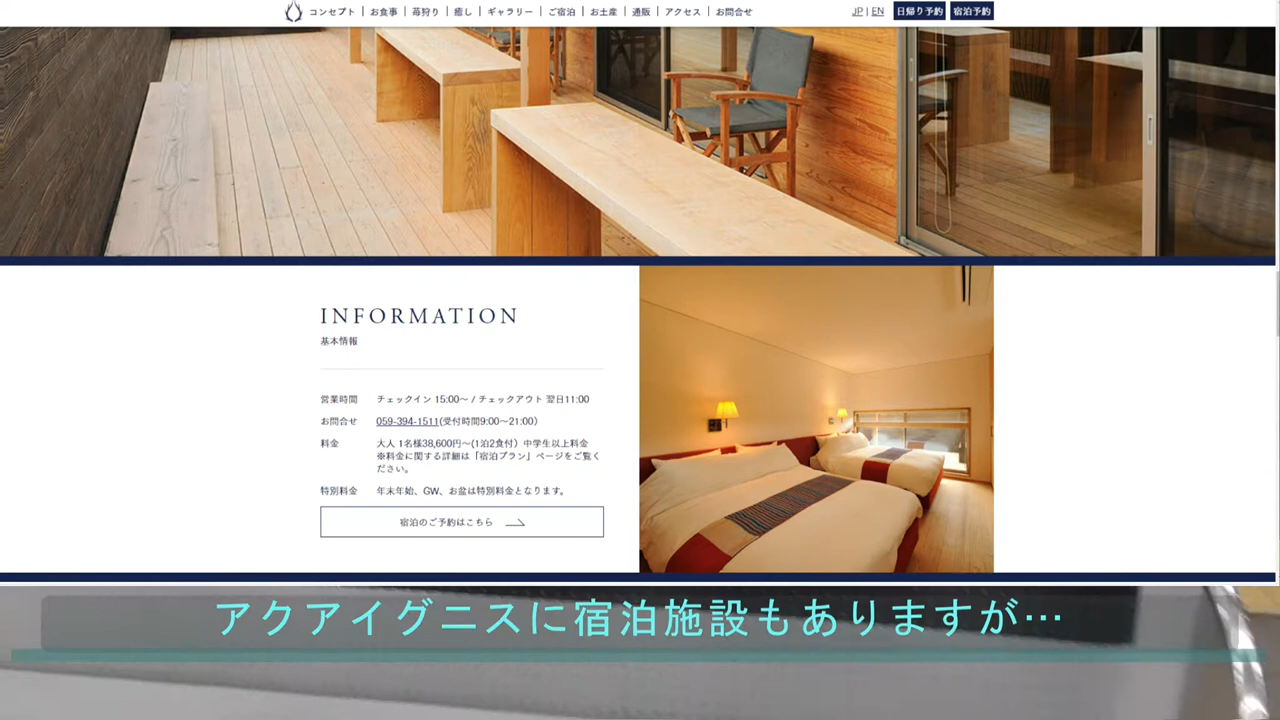 コンセプト | お食事 | 苺狩り | 癒し | ギャラリー | ご宿泊 | お土産 | 通販 | アクセス | お問合せ JP | EN 日帰り予約 宿泊予約
INFORMATION
基本情報
営業時間 チェックイン 15:00〜 / チェックアウト 翌日11:00
お問合せ 059-394-1511(受付時間9:00〜21:00)
料金 大人 1名様38,600円〜(1泊2食付) 中学生以上料金
※料金に関する詳細は「宿泊プラン」ページをご覧く
ださい。
特別料金 年末年始、GW、お盆は特別料金となります。
宿泊のご予約はこちら
アクアイグニスに宿泊施設もありますが…